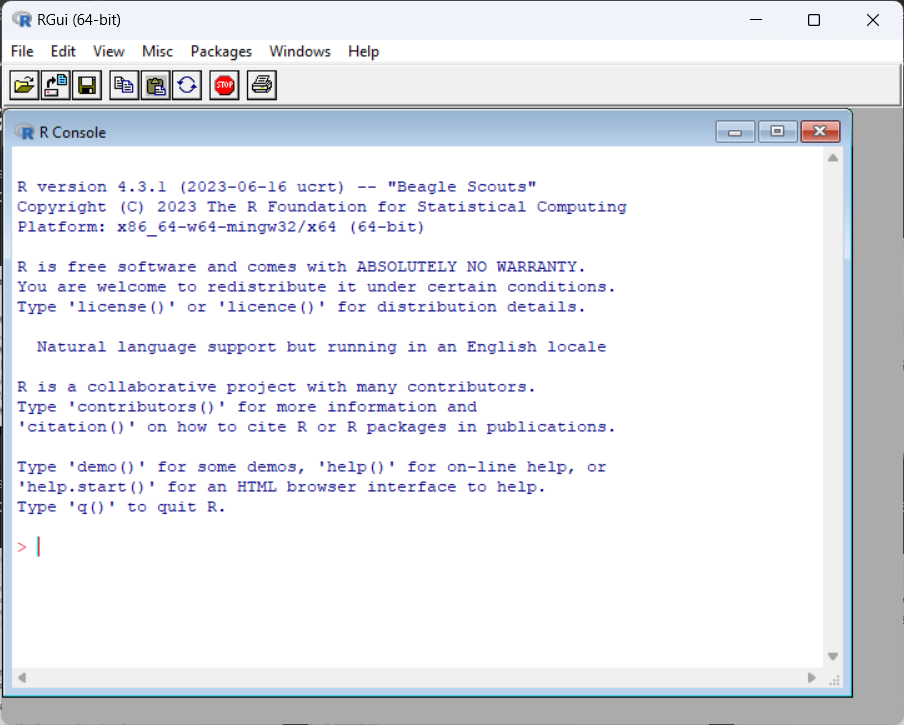 RGui (64-bit)
File Edit View Misc Packages Windows Help
STOP
R Console
R version 4.3.1 (2023-06-16 ucrt) -- "Beagle Scouts"
Copyright (C) 2023 The R Foundation for Statistical Computing
Platform: x86_64-w64-mingw32/x64 (64-bit)
R is free software and comes with ABSOLUTELY NO WARRANTY.
You are welcome to redistribute it under certain conditions.
Type 'license()' or 'licence()' for distribution details.
Natural language support but running in an English locale
R is a collaborative project with many contributors.
Type 'contributors()' for more information and
'citation()' on how to cite R or R packages in publications.
Type 'demo()' for some demos, 'help()' for on-line help, or
'help.start()' for an HTML browser interface to help.
Type 'q()' to quit R.
>